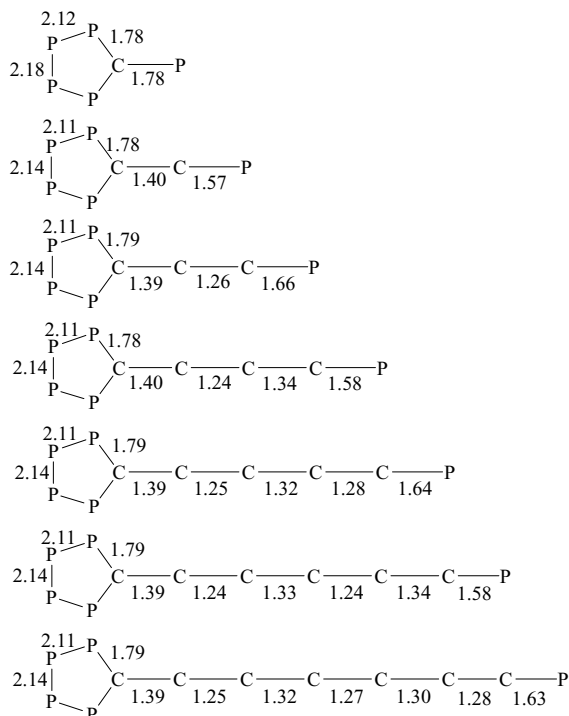 2.12
P P 1.78
2.18 C P
P P 1.78
2.11
P P 1.78
2.14 C C P
P P 1.40 1.57
2.11
P P 1.79
2.14 C C C P
P P 1.39 1.26 1.66
2.11
P P 1.78
2.14 C C C C P
P P 1.40 1.24 1.34 1.58
2.11
P P 1.79
2.14 C C C C C P
P P 1.39 1.25 1.32 1.28 1.64
2.11
P P 1.79
2.14 C C C C C C P
P P 1.39 1.24 1.33 1.24 1.34 1.58
2.11
P P 1.79
2.14 C C C C C C C P
P P 1.39 1.25 1.32 1.27 1.30 1.28 1.63